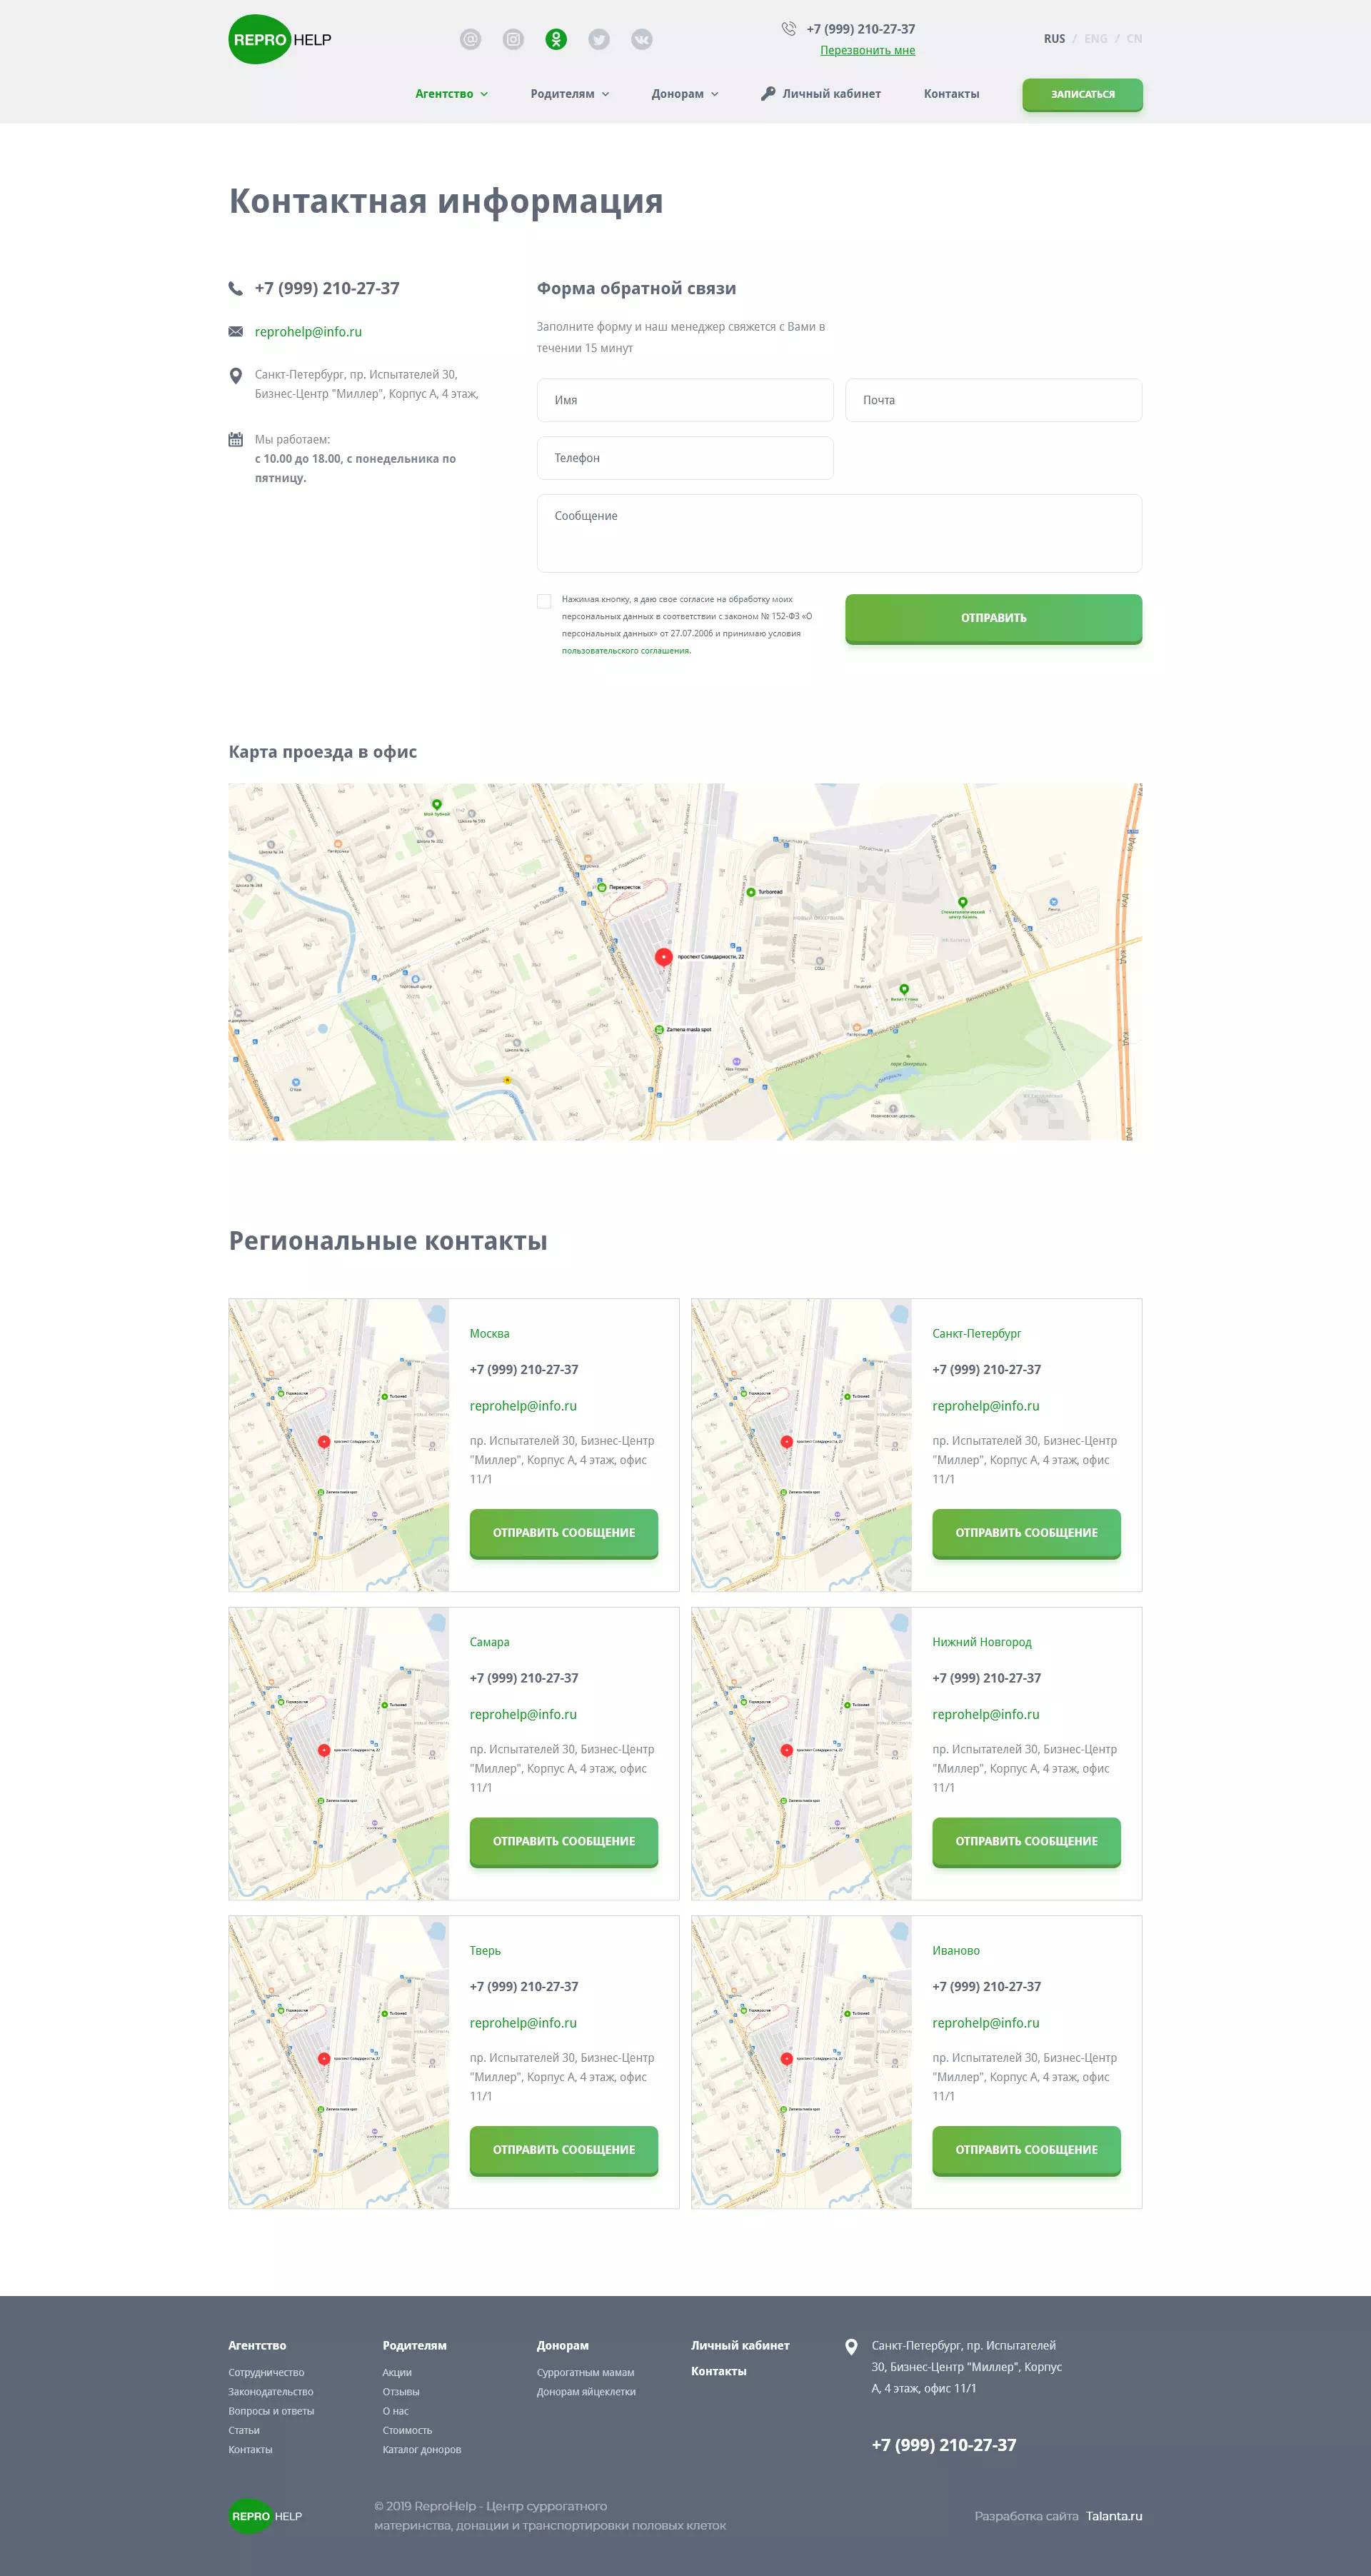 REPRO HELP
+7 (999) 210-27-37
Перезвонить мне
RUS / ENG / CN
Агентство
Родителям
Донорам
Личный кабинет
Контакты
ЗАПИСАТЬСЯ
Контактная информация
+7 (999) 210-27-37
reprohelp@info.ru
Санкт-Петербург, пр. Испытателей 30,
Бизнес-Центр "Миллер", Корпус А, 4 этаж,
Мы работаем:
с 10.00 до 18.00, с понедельника по
пятницу.
Форма обратной связи
Заполните форму и наш менеджер свяжется с Вами в
течении 15 минут
Имя
Почта
Телефон
Сообщение
Нажимая кнопку, я даю свое согласие на обработку моих
персональных данных в соответствии с законом № 152-ФЗ «О
персональных данных» от 27.07.2006 и принимаю условия
пользовательского соглашения.
ОТПРАВИТЬ
Карта проезда в офис
Перекресток
Turboread
проспект Солидарности, 22
Zamena masla spot
КАД
КАД
КАД
КАД
Региональные контакты
Москва
+7 (999) 210-27-37
reprohelp@info.ru
пр. Испытателей 30, Бизнес-Центр
"Миллер", Корпус А, 4 этаж, офис
11/1
ОТПРАВИТЬ СООБЩЕНИЕ
Санкт-Петербург
+7 (999) 210-27-37
reprohelp@info.ru
пр. Испытателей 30, Бизнес-Центр
"Миллер", Корпус А, 4 этаж, офис
11/1
ОТПРАВИТЬ СООБЩЕНИЕ
Самара
+7 (999) 210-27-37
reprohelp@info.ru
пр. Испытателей 30, Бизнес-Центр
"Миллер", Корпус А, 4 этаж, офис
11/1
ОТПРАВИТЬ СООБЩЕНИЕ
Нижний Новгород
+7 (999) 210-27-37
reprohelp@info.ru
пр. Испытателей 30, Бизнес-Центр
"Миллер", Корпус А, 4 этаж, офис
11/1
ОТПРАВИТЬ СООБЩЕНИЕ
Тверь
+7 (999) 210-27-37
reprohelp@info.ru
пр. Испытателей 30, Бизнес-Центр
"Миллер", Корпус А, 4 этаж, офис
11/1
ОТПРАВИТЬ СООБЩЕНИЕ
Иваново
+7 (999) 210-27-37
reprohelp@info.ru
пр. Испытателей 30, Бизнес-Центр
"Миллер", Корпус А, 4 этаж, офис
11/1
ОТПРАВИТЬ СООБЩЕНИЕ
Агентство
Сотрудничество
Законодательство
Вопросы и ответы
Статьи
Контакты
Родителям
Акции
Отзывы
О нас
Стоимость
Каталог доноров
Донорам
Суррогатным мамам
Донорам яйцеклетки
Личный кабинет
Контакты
Санкт-Петербург, пр. Испытателей
30, Бизнес-Центр "Миллер", Корпус
А, 4 этаж, офис 11/1
+7 (999) 210-27-37
REPRO HELP
© 2019 ReproHelp - Центр суррогатного
материнства, донации и транспортировки половых клеток
Разработка сайта Talanta.ru